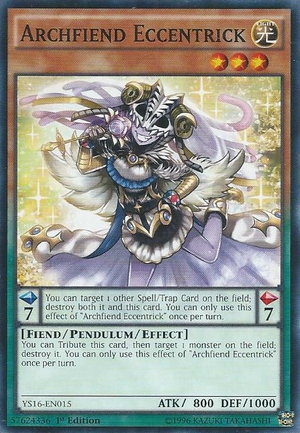 ARCHFIEND ECCENTRICK
LIGHT
光
You can target 1 other Spell/Trap Card on the field;
destroy both it and this card. You can only use this
effect of "Archfiend Eccentrick" once per turn.
7
7
[FIEND/PENDULUM/EFFECT]
You can Tribute this card, then target 1 monster on the field;
destroy it. You can only use this effect of "Archfiend Eccentrick"
once per turn.
YS16-EN015
ATK/ 800 DEF/1000
57624336 1st Edition
©1996 KAZUKI TAKAHASHI